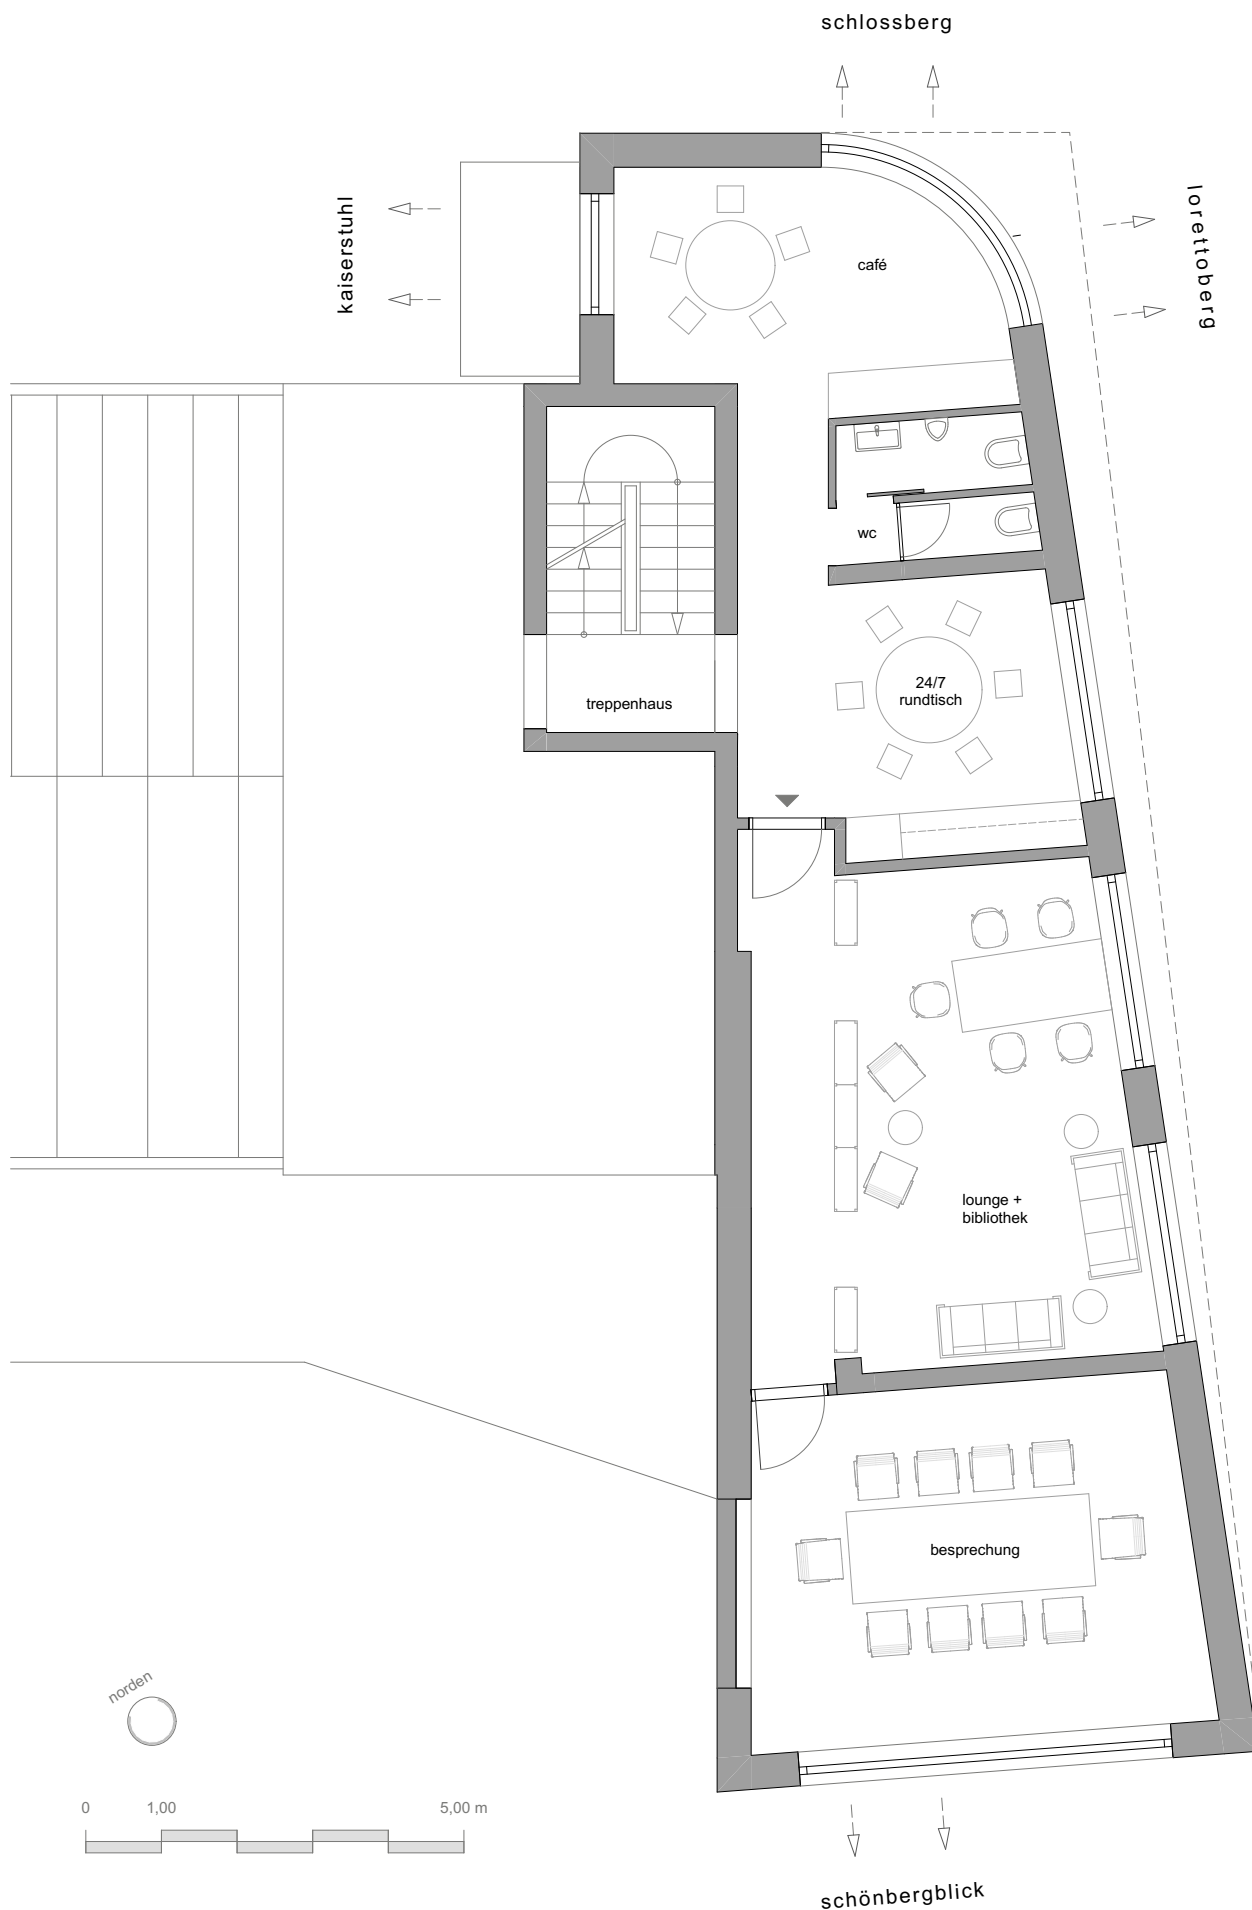 schlossberg
kaiserstuhl
lorettoberg
café
wc
24/7
rundtisch
treppenhaus
lounge +
bibliothek
besprechung
norden
0 1,00 5,00 m
schönbergblick